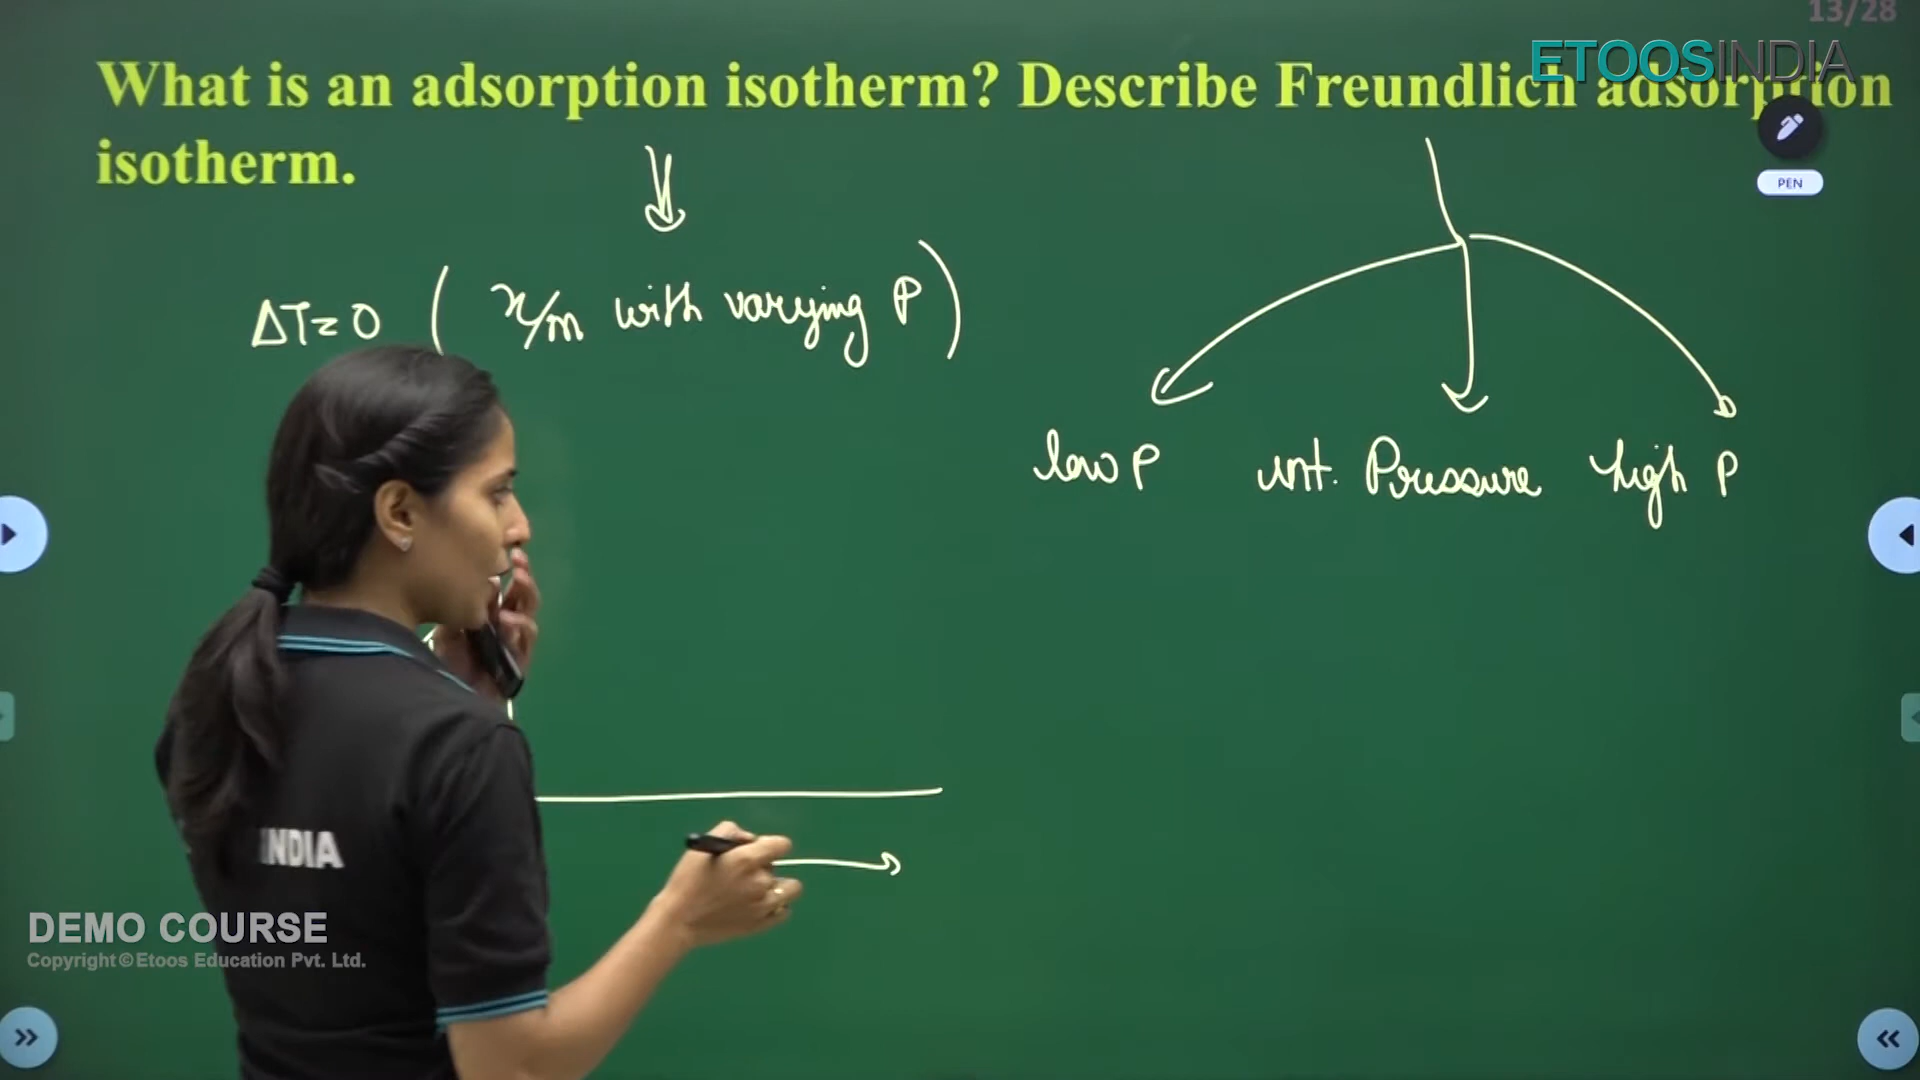 13/28
ETOOSINDIA
What is an adsorption isotherm? Describe Freundlich adsorption
isotherm.
PEN
ΔT=0 ( x/m with varying P )
low P int. Pressure high P
INDIA
DEMO COURSE
Copyright © Etoos Education Pvt. Ltd.